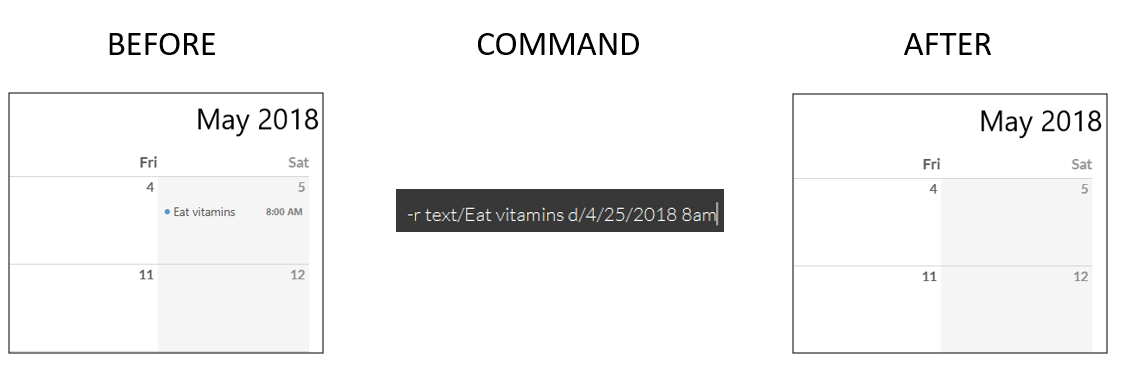 BEFORE COMMAND AFTER
May 2018
Fri Sat
4 5
Eat vitamins 8:00 AM
11 12
-r text/Eat vitamins d/4/25/2018 8am
May 2018
Fri Sat
4 5
11 12